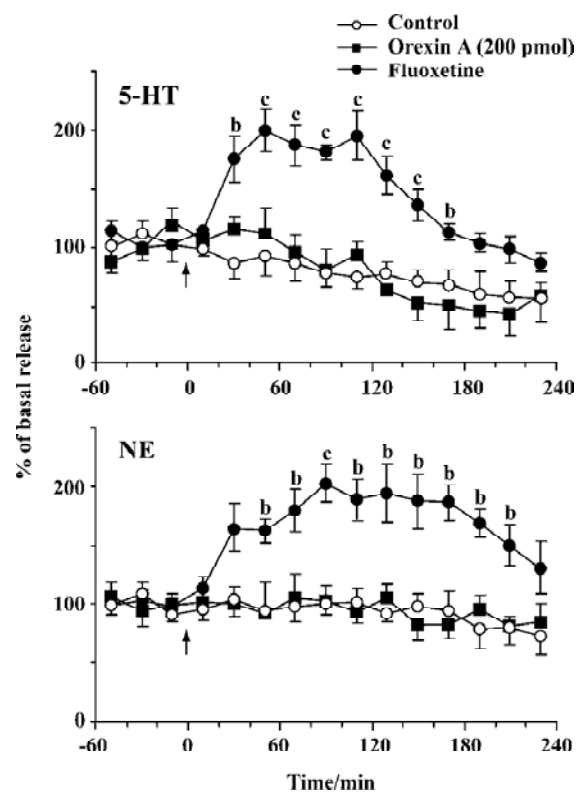 Control
Orexin A (200 pmol)
Fluoxetine
5-HT
b c c c c c c b
200
100
0
-60 0 60 120 180 240
% of basal release
NE
b b c b b b b b b
200
100
0
-60 0 60 120 180 240
Time/min